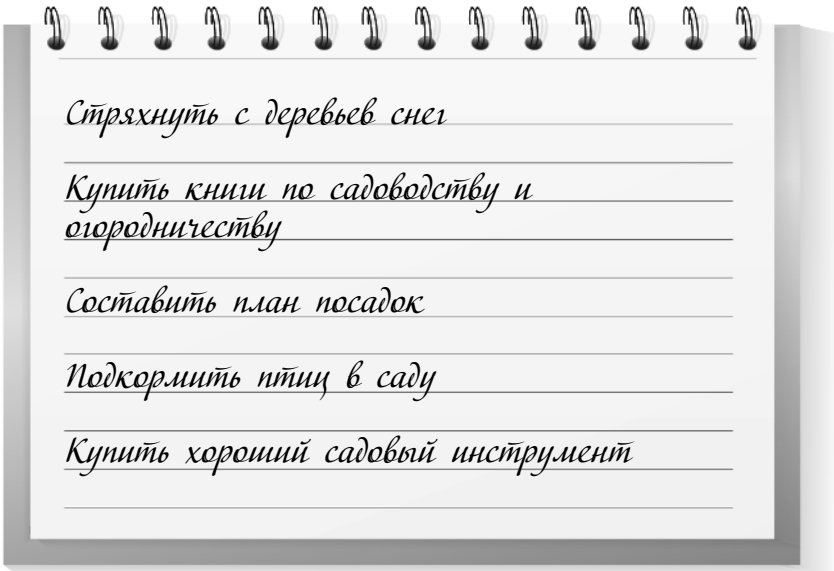 Стряхнуть с деревьев снег
Купить книги по садоводству и
огородничеству
Составить план посадок
Подкормить птиц в саду
Купить хороший садовый инструмент